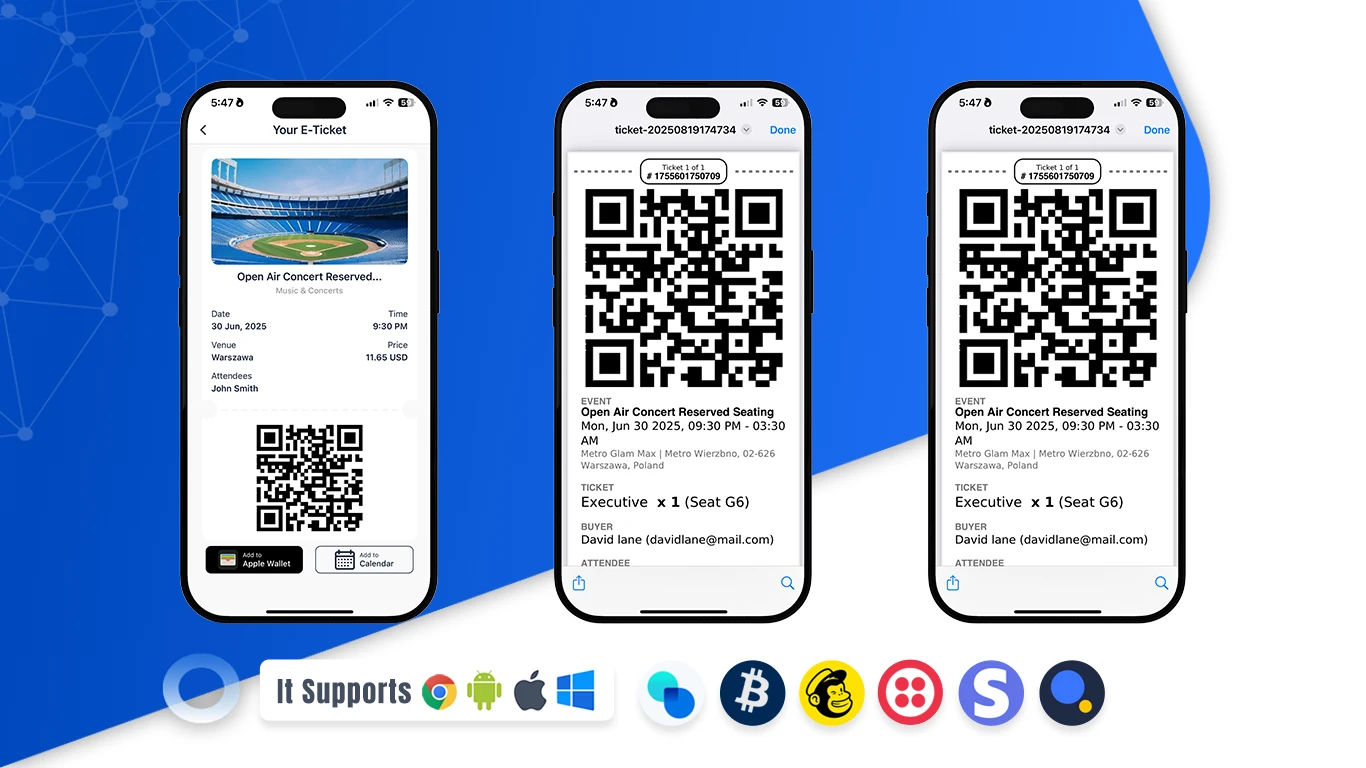 5:47
59
Your E-Ticket
Open Air Concert Reserved...
Music & Concerts
Date
Time
30 Jun, 2025
9:30 PM
Venue
Price
Warszawa
11.65 USD
Attendees
John Smith
Add to
Apple Wallet
Add to
Calendar
5:47
59
ticket-20250819174734
Done
Ticket 1 of 1
# 1755601750709
EVENT
Open Air Concert Reserved Seating
Mon, Jun 30 2025, 09:30 PM - 03:30
AM
Metro Glam Max | Metro Wierzbno, 02-626
Warszawa, Poland
TICKET
Executive x 1 (Seat G6)
BUYER
David lane (davidlane@mail.com)
ATTENDEE
5:47
59
ticket-20250819174734
Done
Ticket 1 of 1
# 1755601750709
EVENT
Open Air Concert Reserved Seating
Mon, Jun 30 2025, 09:30 PM - 03:30
AM
Metro Glam Max | Metro Wierzbno, 02-626
Warszawa, Poland
TICKET
Executive x 1 (Seat G6)
BUYER
David lane (davidlane@mail.com)
ATTENDEE
It Supports